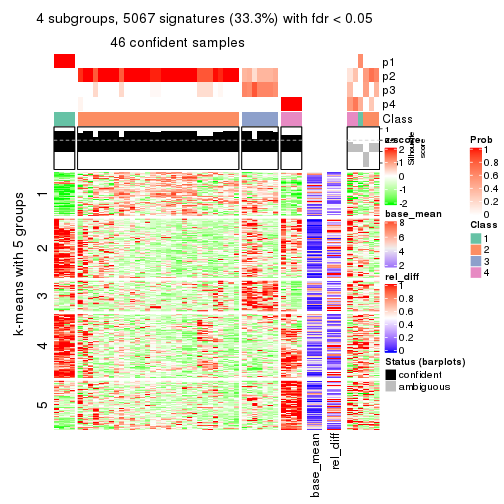 4 subgroups, 5067 signatures (33.3%) with fdr < 0.05
46 confident samples
p1
p2
p3
p4
Class
1
Silhouette
score
z-score
2
1
0
-1
-2
Prob
1
0.8
0.6
0.4
0.2
0
base_mean
8
6
4
2
Class
1
2
3
4
rel_diff
1
0.8
0.6
0.4
0.2
0
Status (barplots)
confident
ambiguous
k-means with 5 groups
1
2
3
4
5
base_mean
rel_diff